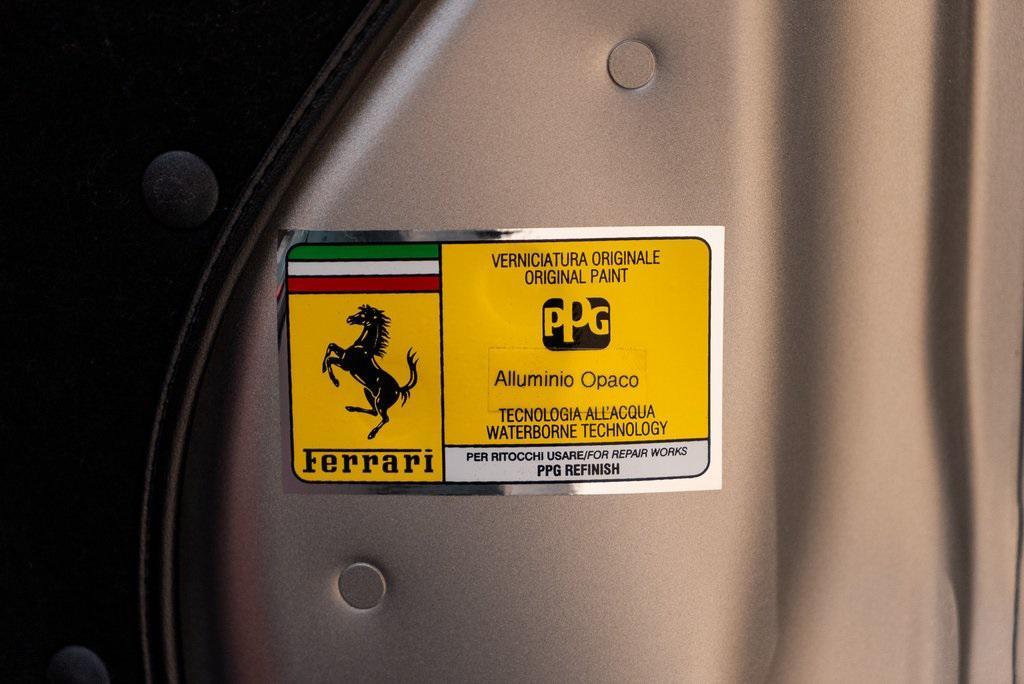 Ferrari
VERNICIATURA ORIGINALE
ORIGINAL PAINT
PPG
Alluminio Opaco
TECNOLOGIA ALL'ACQUA
WATERBORNE TECHNOLOGY
PER RITOCCHI USARE/FOR REPAIR WORKS
PPG REFINISH